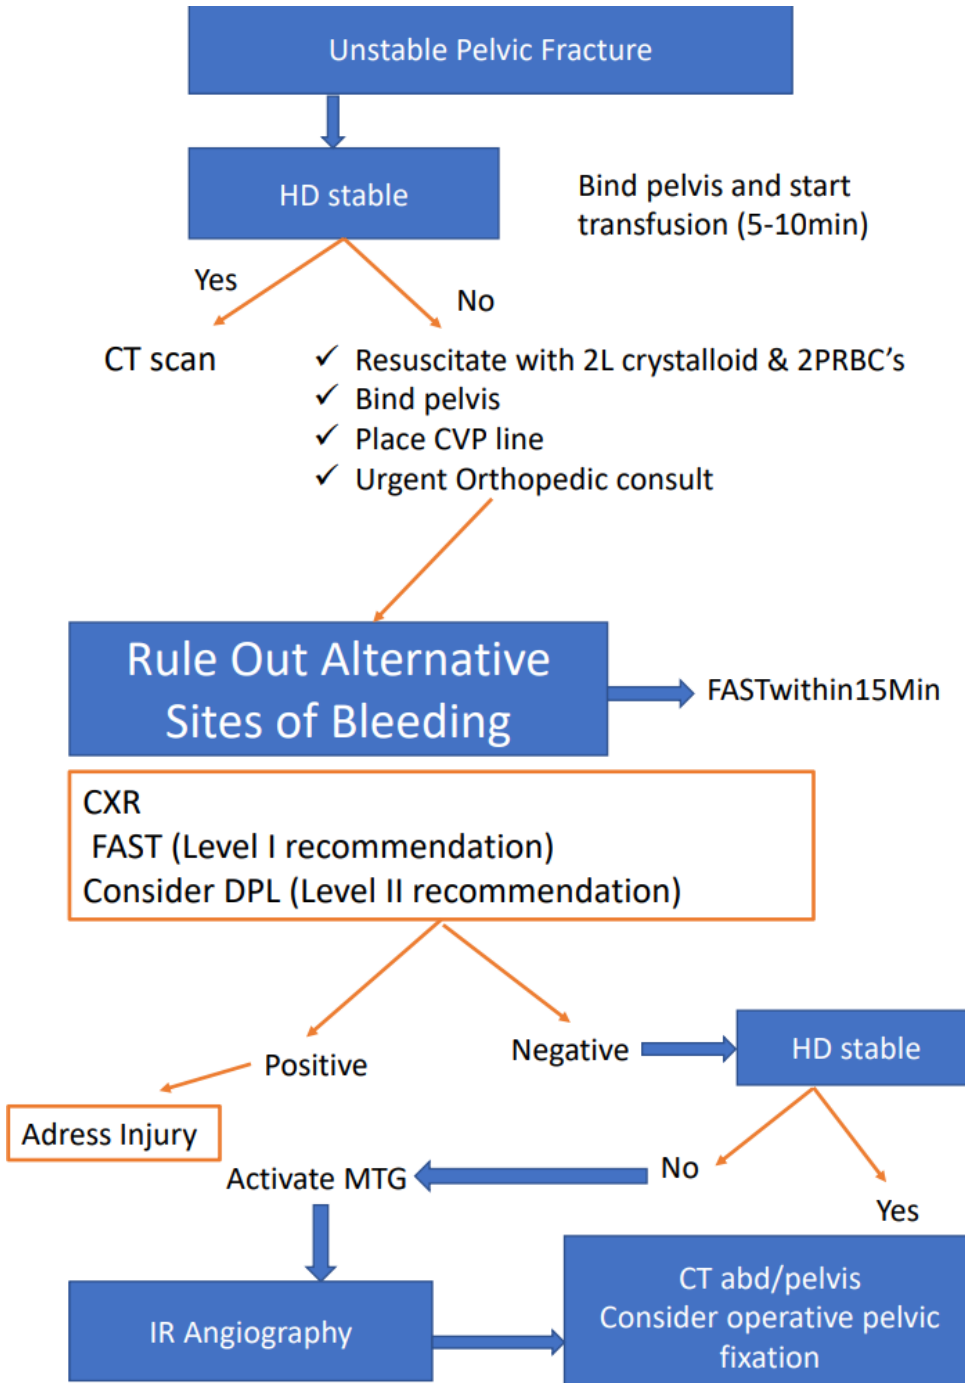 Unstable Pelvic Fracture
HD stable
Bind pelvis and start
transfusion (5-10min)
Yes
No
CT scan
✓ Resuscitate with 2L crystalloid & 2PRBC's
✓ Bind pelvis
✓ Place CVP line
✓ Urgent Orthopedic consult
Rule Out Alternative
Sites of Bleeding
FASTwithin15Min
CXR
FAST (Level I recommendation)
Consider DPL (Level II recommendation)
Positive
Negative
HD stable
Adress Injury
Activate MTG
No
Yes
IR Angiography
CT abd/pelvis
Consider operative pelvic
fixation